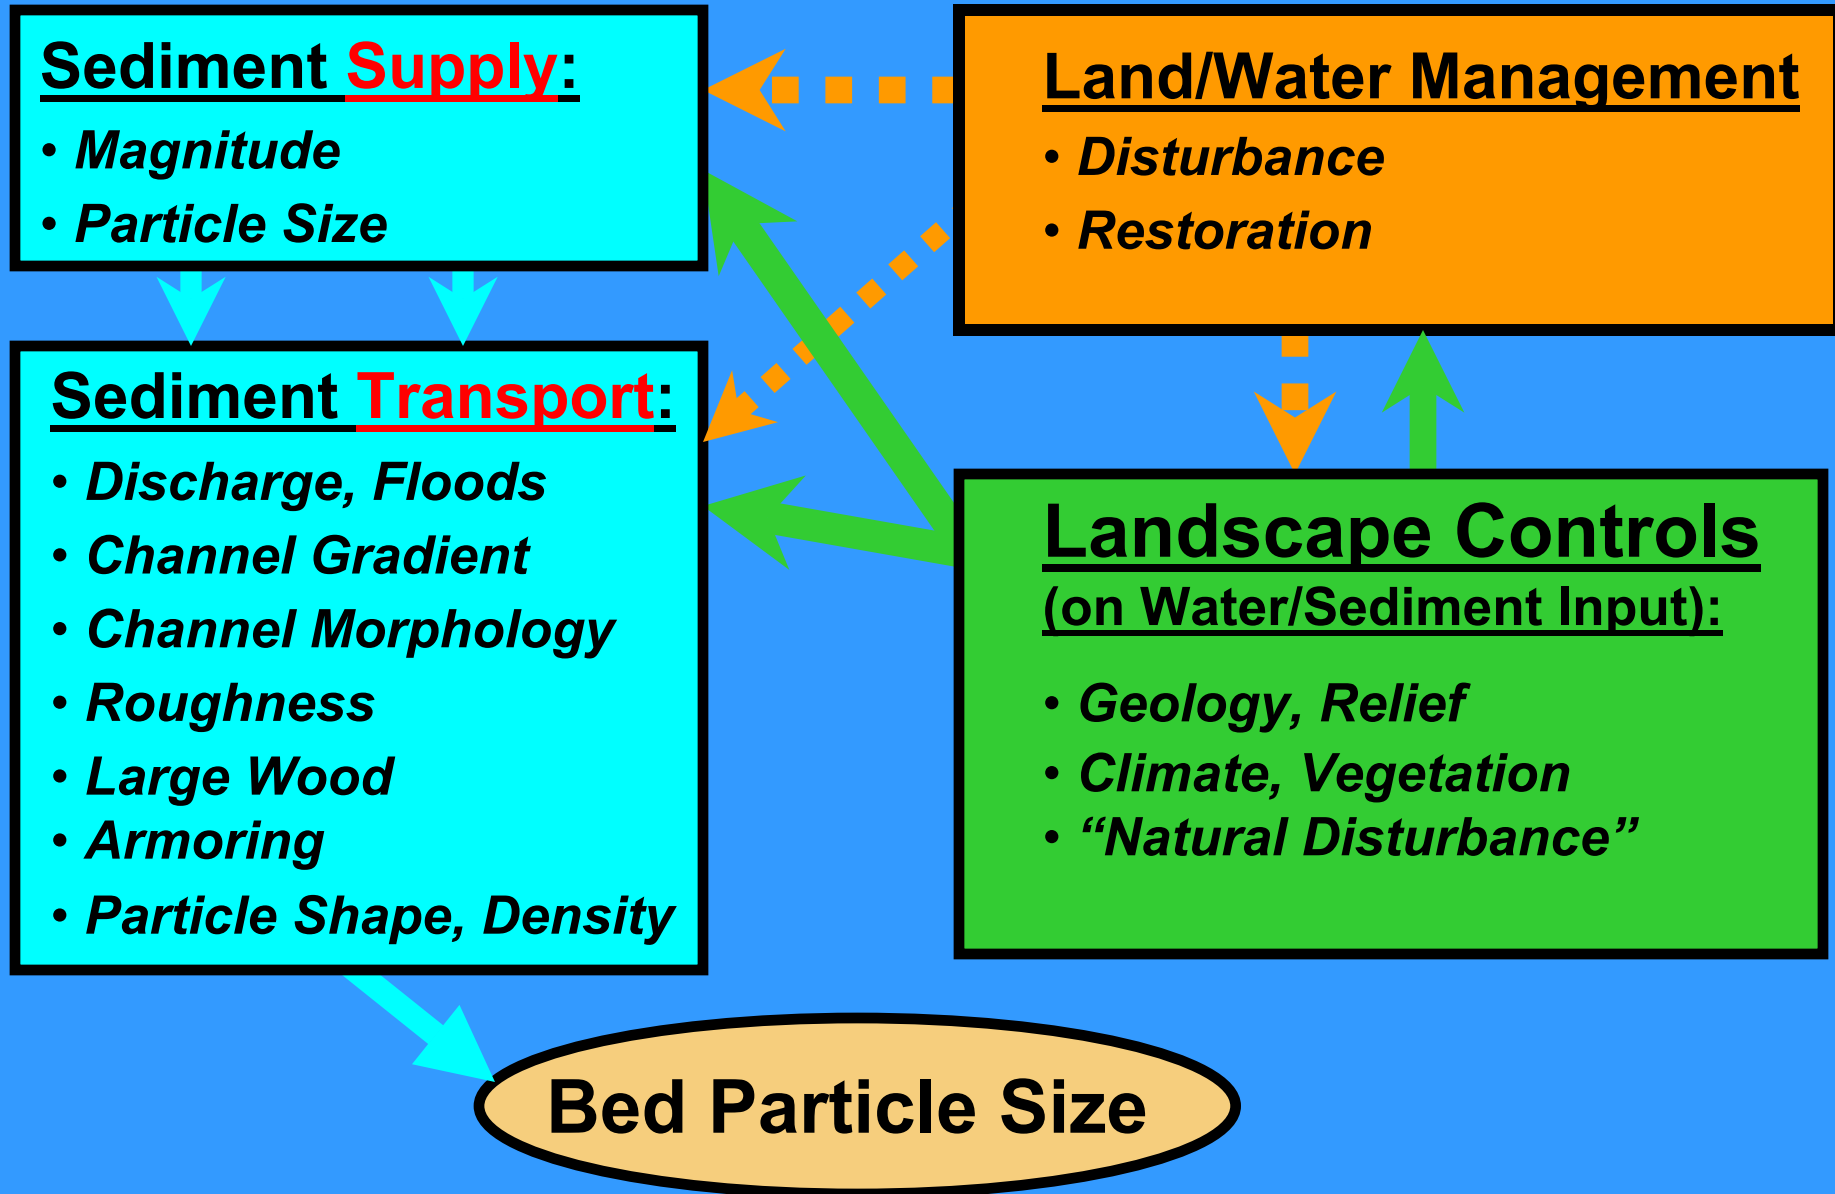 Sediment Supply:
• Magnitude
• Particle Size
Land/Water Management
• Disturbance
• Restoration
Sediment Transport:
• Discharge, Floods
• Channel Gradient
• Channel Morphology
• Roughness
• Large Wood
• Armoring
• Particle Shape, Density
Landscape Controls
(on Water/Sediment Input):
• Geology, Relief
• Climate, Vegetation
• “Natural Disturbance”
Bed Particle Size